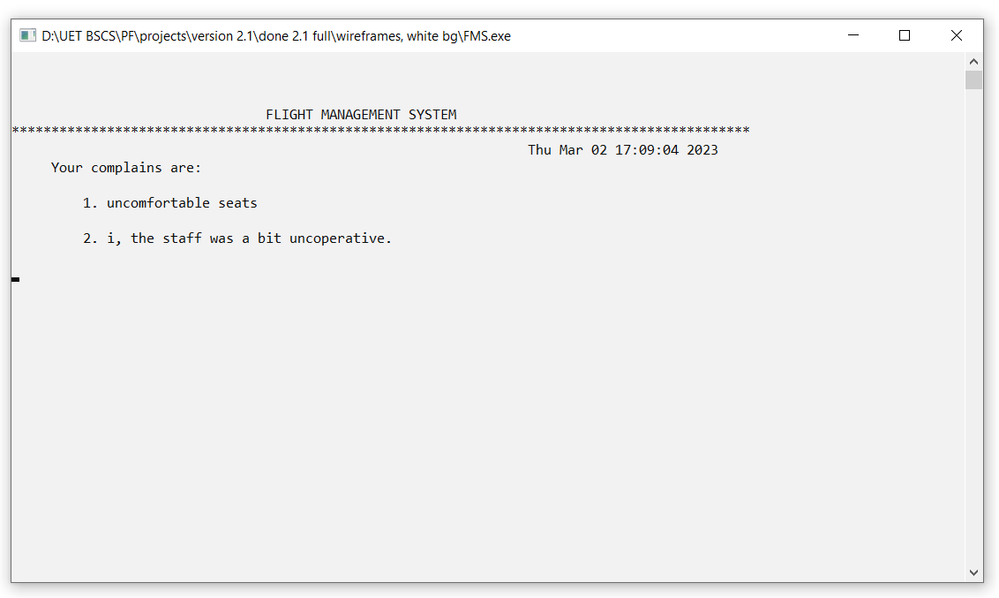 D:\UET BSCS\PF\projects\version 2.1\done 2.1 full\wireframes, white bg\FMS.exe
FLIGHT MANAGEMENT SYSTEM
*********************************************************************************************
Thu Mar 02 17:09:04 2023
Your complains are:
1. uncomfortable seats
2. i, the staff was a bit uncoperative.